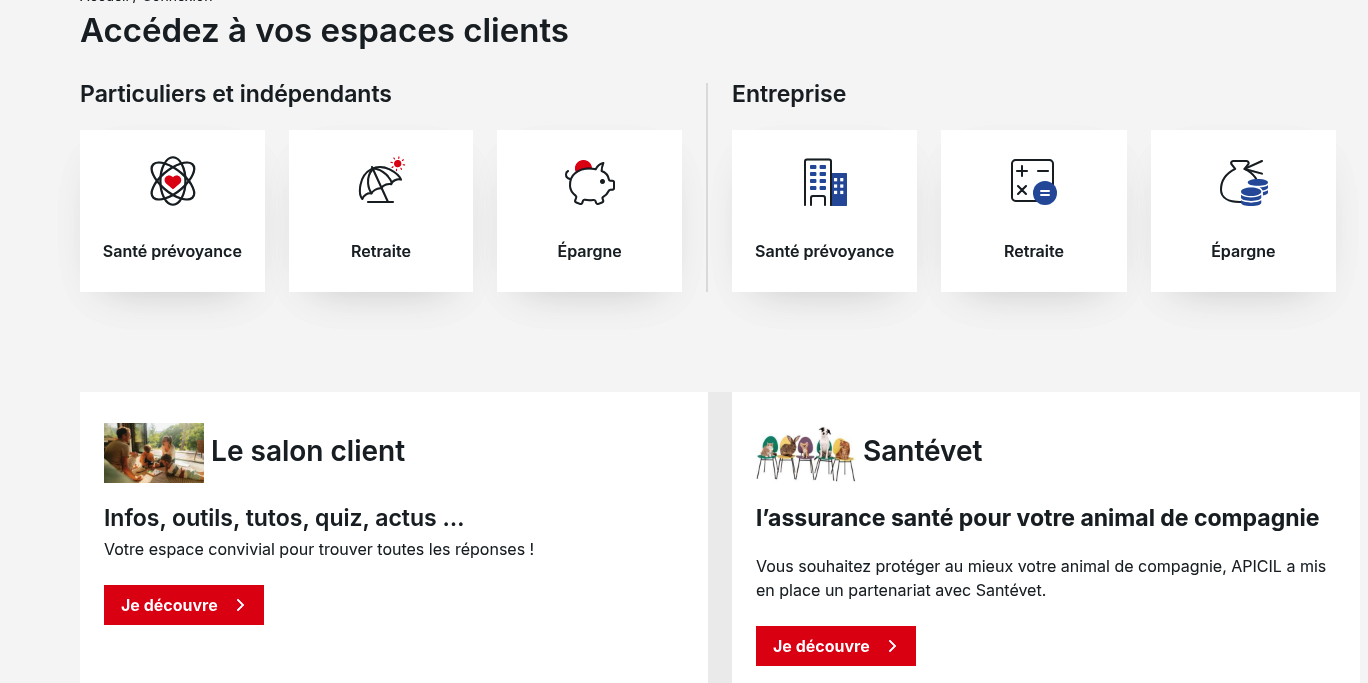 Accueil / Connexion
Accédez à vos espaces clients
Particuliers et indépendants
Santé prévoyance
Retraite
Épargne
Entreprise
Santé prévoyance
Retraite
Épargne
Le salon client
Infos, outils, tutos, quiz, actus ...
Votre espace convivial pour trouver toutes les réponses !
Je découvre
Santévet
l’assurance santé pour votre animal de compagnie
Vous souhaitez protéger au mieux votre animal de compagnie, APICIL a mis
en place un partenariat avec Santévet.
Je découvre